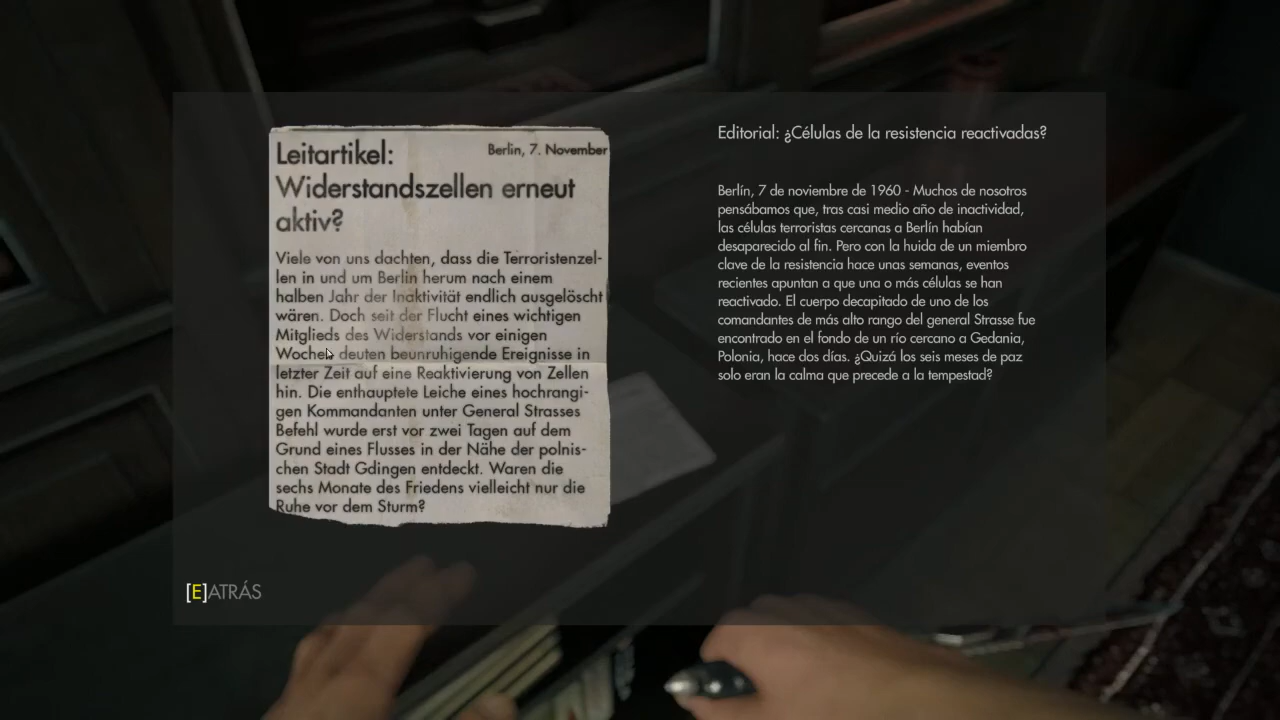 Leitartikel:
Berlin, 7. November
Widerstandszellen erneut
aktiv?
Viele von uns dachten, dass die Terroristenzel-
len in und um Berlin herum nach einem
halben Jahr der Inaktivität endlich ausgelöscht
wären. Doch seit der Flucht eines wichtigen
Mitglieds des Widerstands vor einigen
Wochen deuten beunruhigende Ereignisse in
letzter Zeit auf eine Reaktivierung von Zellen
hin. Die enthauptete Leiche eines hochrangi-
gen Kommandanten unter General Strasses
Befehl wurde erst vor zwei Tagen auf dem
Grund eines Flusses in der Nähe der polnis-
chen Stadt Gdingen entdeckt. Waren die
sechs Monate des Friedens vielleicht nur die
Ruhe vor dem Sturm?
Editorial: ¿Células de la resistencia reactivadas?
Berlín, 7 de noviembre de 1960 - Muchos de nosotros
pensábamos que, tras casi medio año de inactividad,
las células terroristas cercanas a Berlín habían
desaparecido al fin. Pero con la huida de un miembro
clave de la resistencia hace unas semanas, eventos
recientes apuntan a que una o más células se han
reactivado. El cuerpo decapitado de uno de los
comandantes de más alto rango del general Strasse fue
encontrado en el fondo de un río cercano a Gedania,
Polonia, hace dos días. ¿Quizá los seis meses de paz
solo eran la calma que precede a la tempestad?
[E]ATRÁS